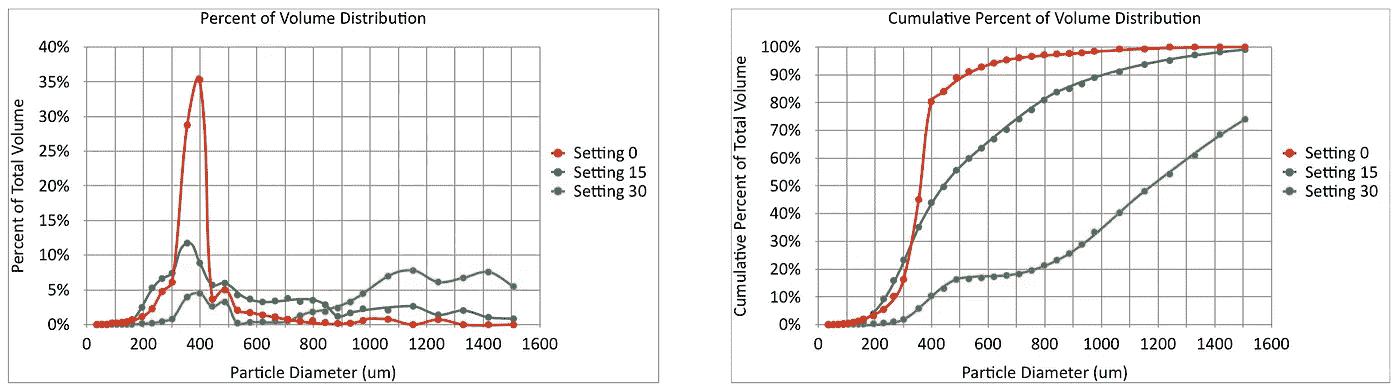 Percent of Volume Distribution
Percent of Total Volume
40%
35%
30%
25%
20%
15%
10%
5%
0%
0 200 400 600 800 1000 1200 1400 1600
Particle Diameter (um)
Setting 0
Setting 15
Setting 30
Cumulative Percent of Volume Distribution
Cumulative Percent of Total Volume
100%
90%
80%
70%
60%
50%
40%
30%
20%
10%
0%
0 200 400 600 800 1000 1200 1400 1600
Particle Diameter (um)
Setting 0
Setting 15
Setting 30